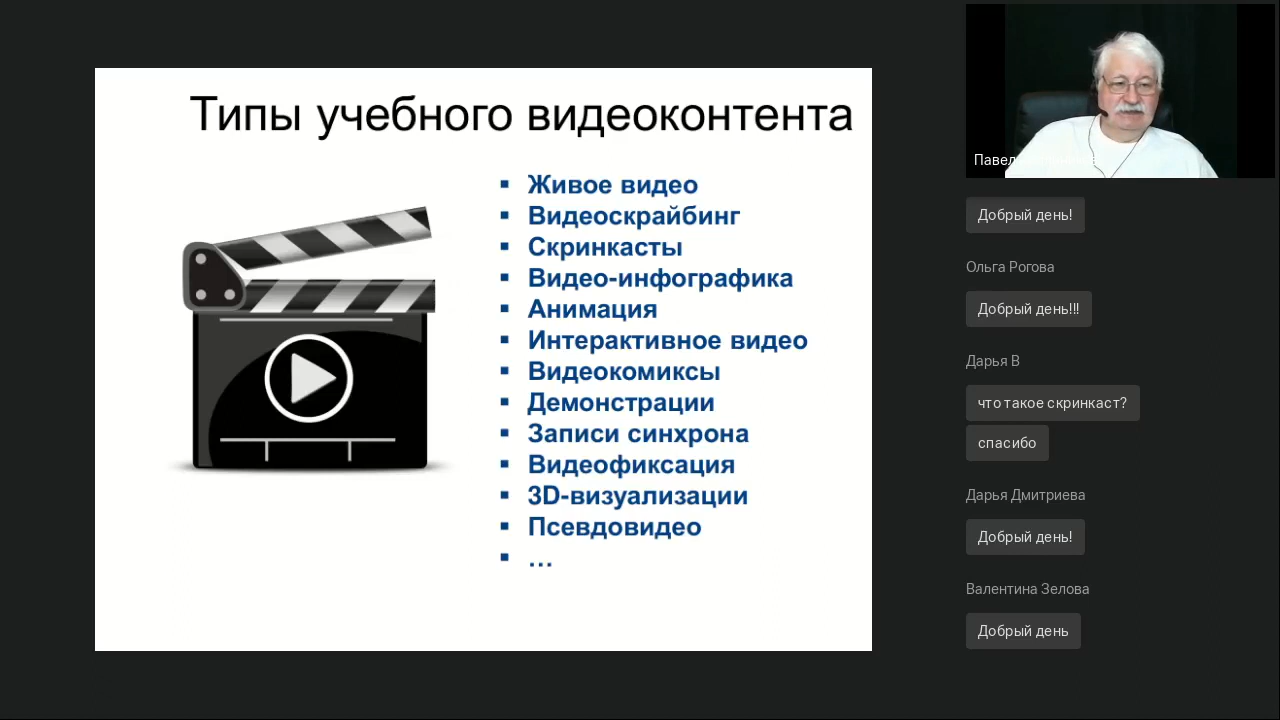 Типы учебного видеоконтента
▪ Живое видео
▪ Видеоскрайбинг
▪ Скринкасты
▪ Видео-инфографика
▪ Анимация
▪ Интерактивное видео
▪ Видеокомиксы
▪ Демонстрации
▪ Записи синхрона
▪ Видеофиксация
▪ 3D-визуализации
▪ Псевдовидео
▪ ...
Павел
Добрый день!
Ольга Рогова
Добрый день!!!
Дарья В
что такое скринкаст?
спасибо
Дарья Дмитриева
Добрый день!
Валентина Зелова
Добрый день